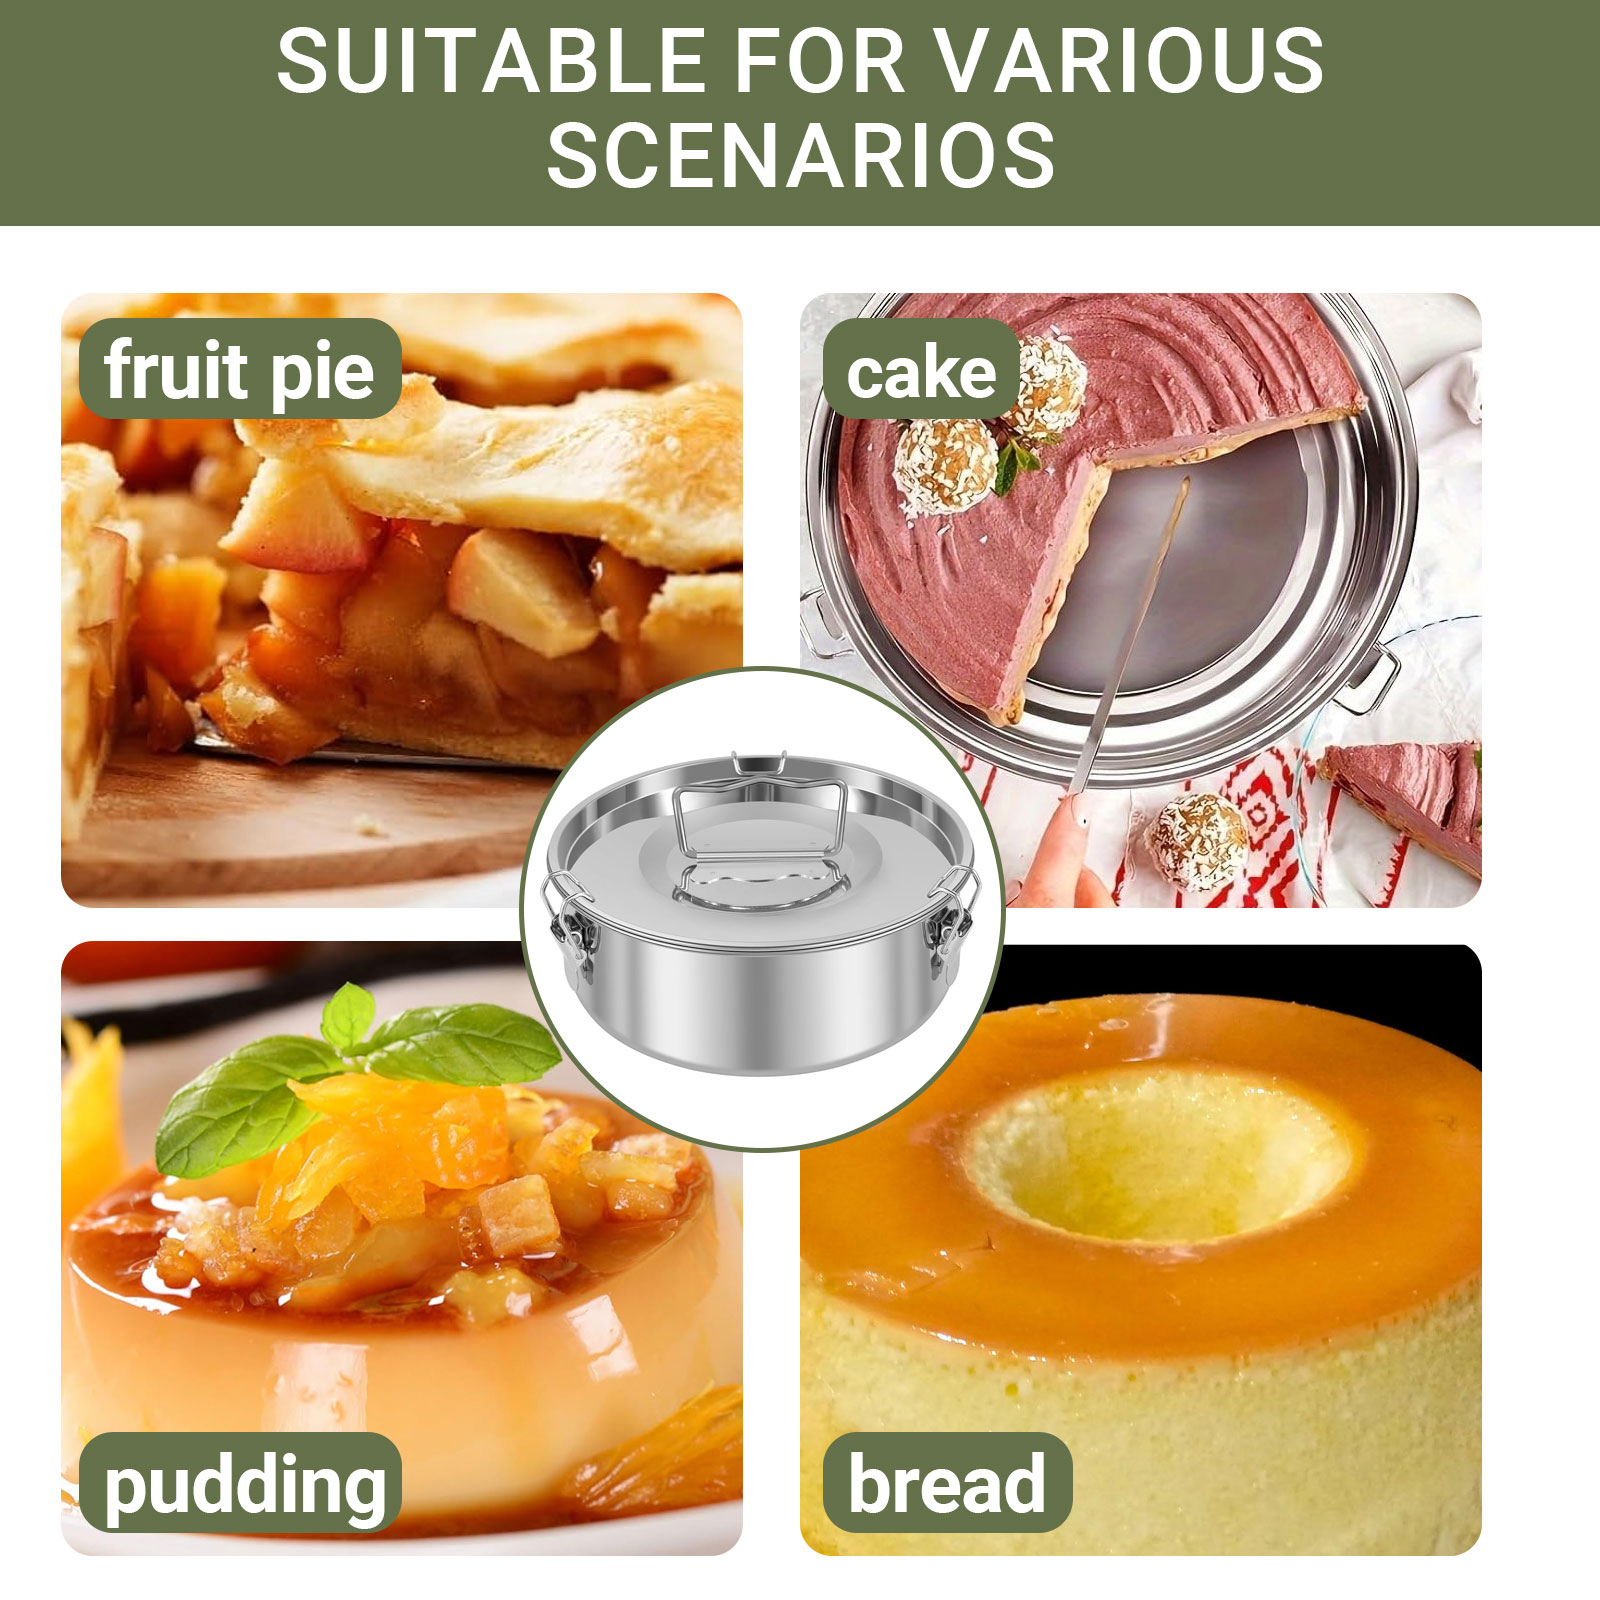 SUITABLE FOR VARIOUS
SCENARIOS
fruit pie
cake
pudding
bread